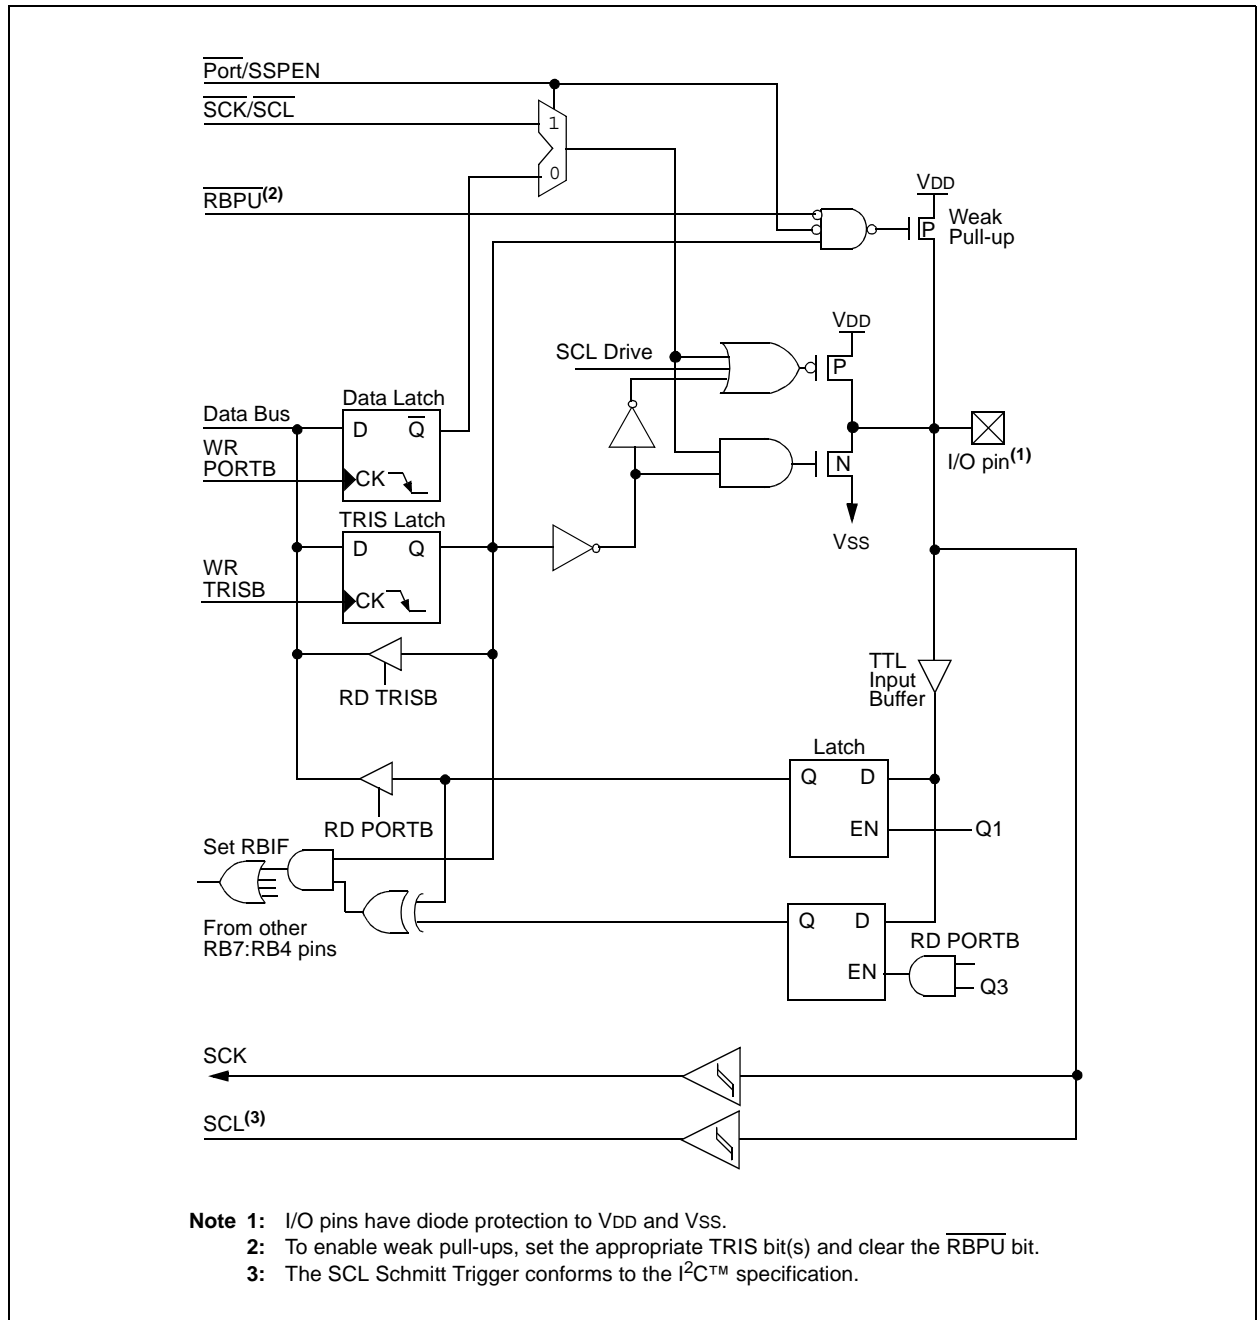 Port/SSPEN
SCK/SCL
1
0
RBPU(2)
VDD
Weak
Pull-up
P
VDD
SCL Drive
P
Data Latch
Data Bus
D Q
WR
PORTB
CK
N
I/O pin(1)
VSS
TRIS Latch
D Q
WR
TRISB
CK
TTL
Input
Buffer
RD TRISB
Latch
Q D
EN
Q1
RD PORTB
Set RBIF
From other
RB7:RB4 pins
Q D
RD PORTB
EN
Q3
SCK
SCL(3)
Note 1: I/O pins have diode protection to VDD and VSS.
2: To enable weak pull-ups, set the appropriate TRIS bit(s) and clear the RBPU bit.
3: The SCL Schmitt Trigger conforms to the I2C™ specification.